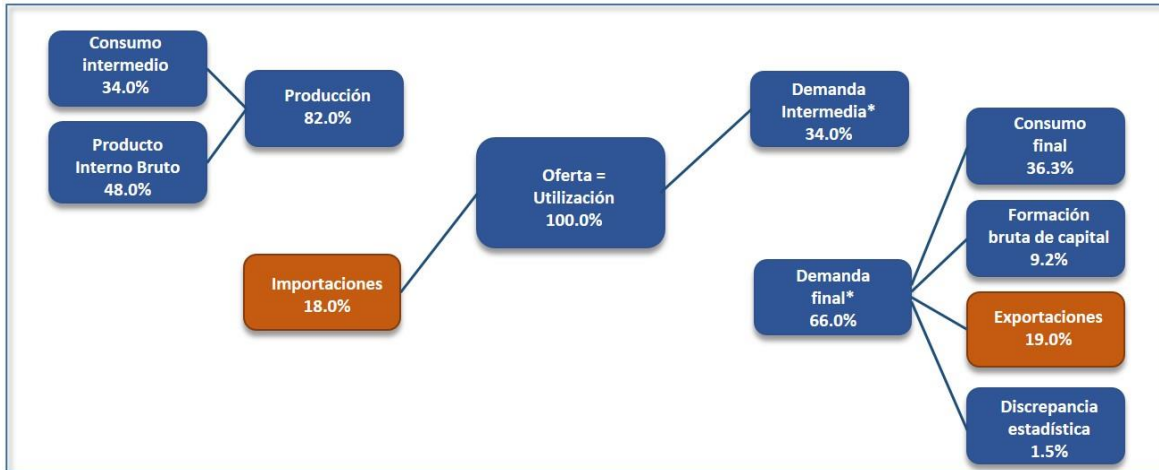 Consumo
intermedio
34.0%
Producto
Interno Bruto
48.0%
Producción
82.0%
Importaciones
18.0%
Oferta =
Utilización
100.0%
Demanda
Intermedia*
34.0%
Demanda
final*
66.0%
Consumo
final
36.3%
Formación
bruta de capital
9.2%
Exportaciones
19.0%
Discrepancia
estadística
1.5%